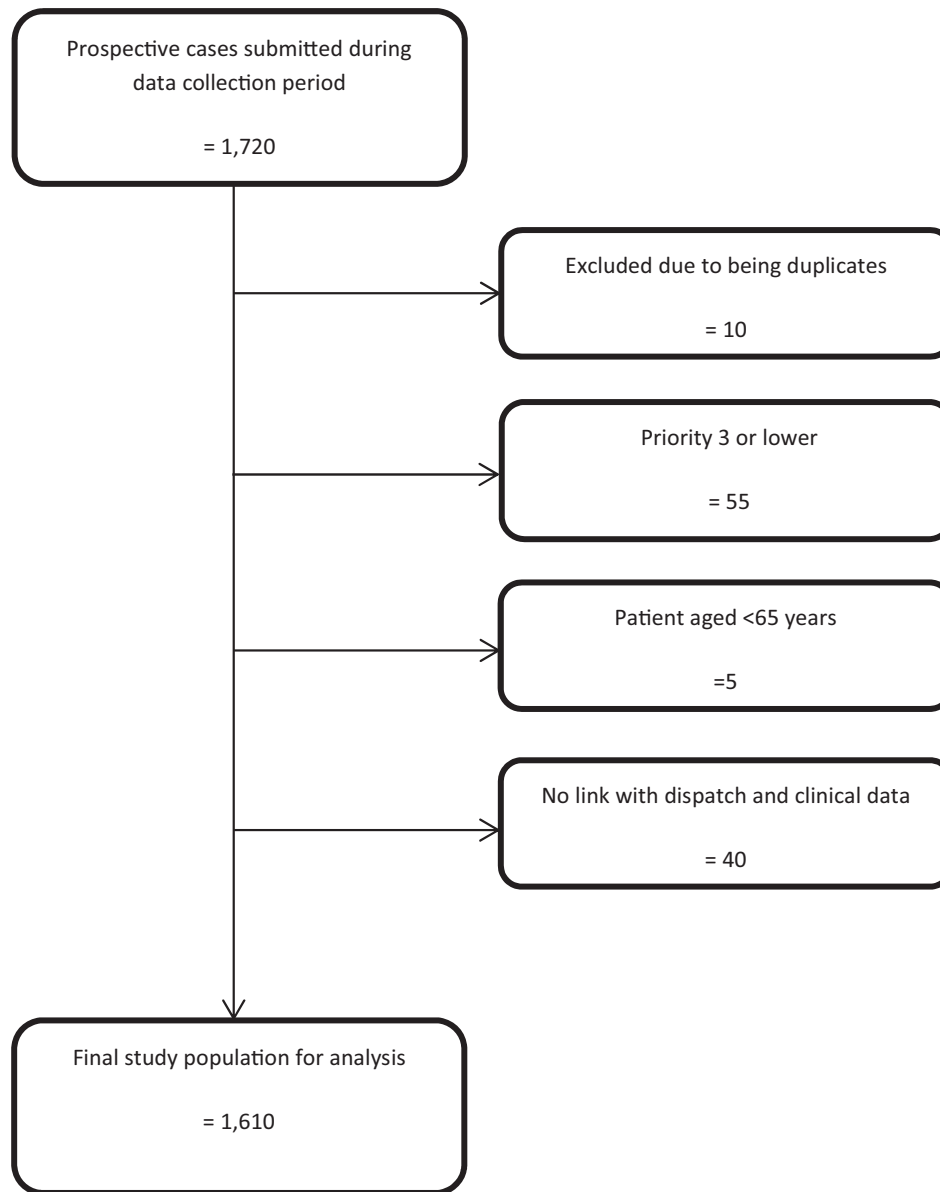 Prospective cases submitted during
data collection period
= 1,720
Excluded due to being duplicates
= 10
Priority 3 or lower
= 55
Patient aged <65 years
=5
No link with dispatch and clinical data
= 40
Final study population for analysis
= 1,610